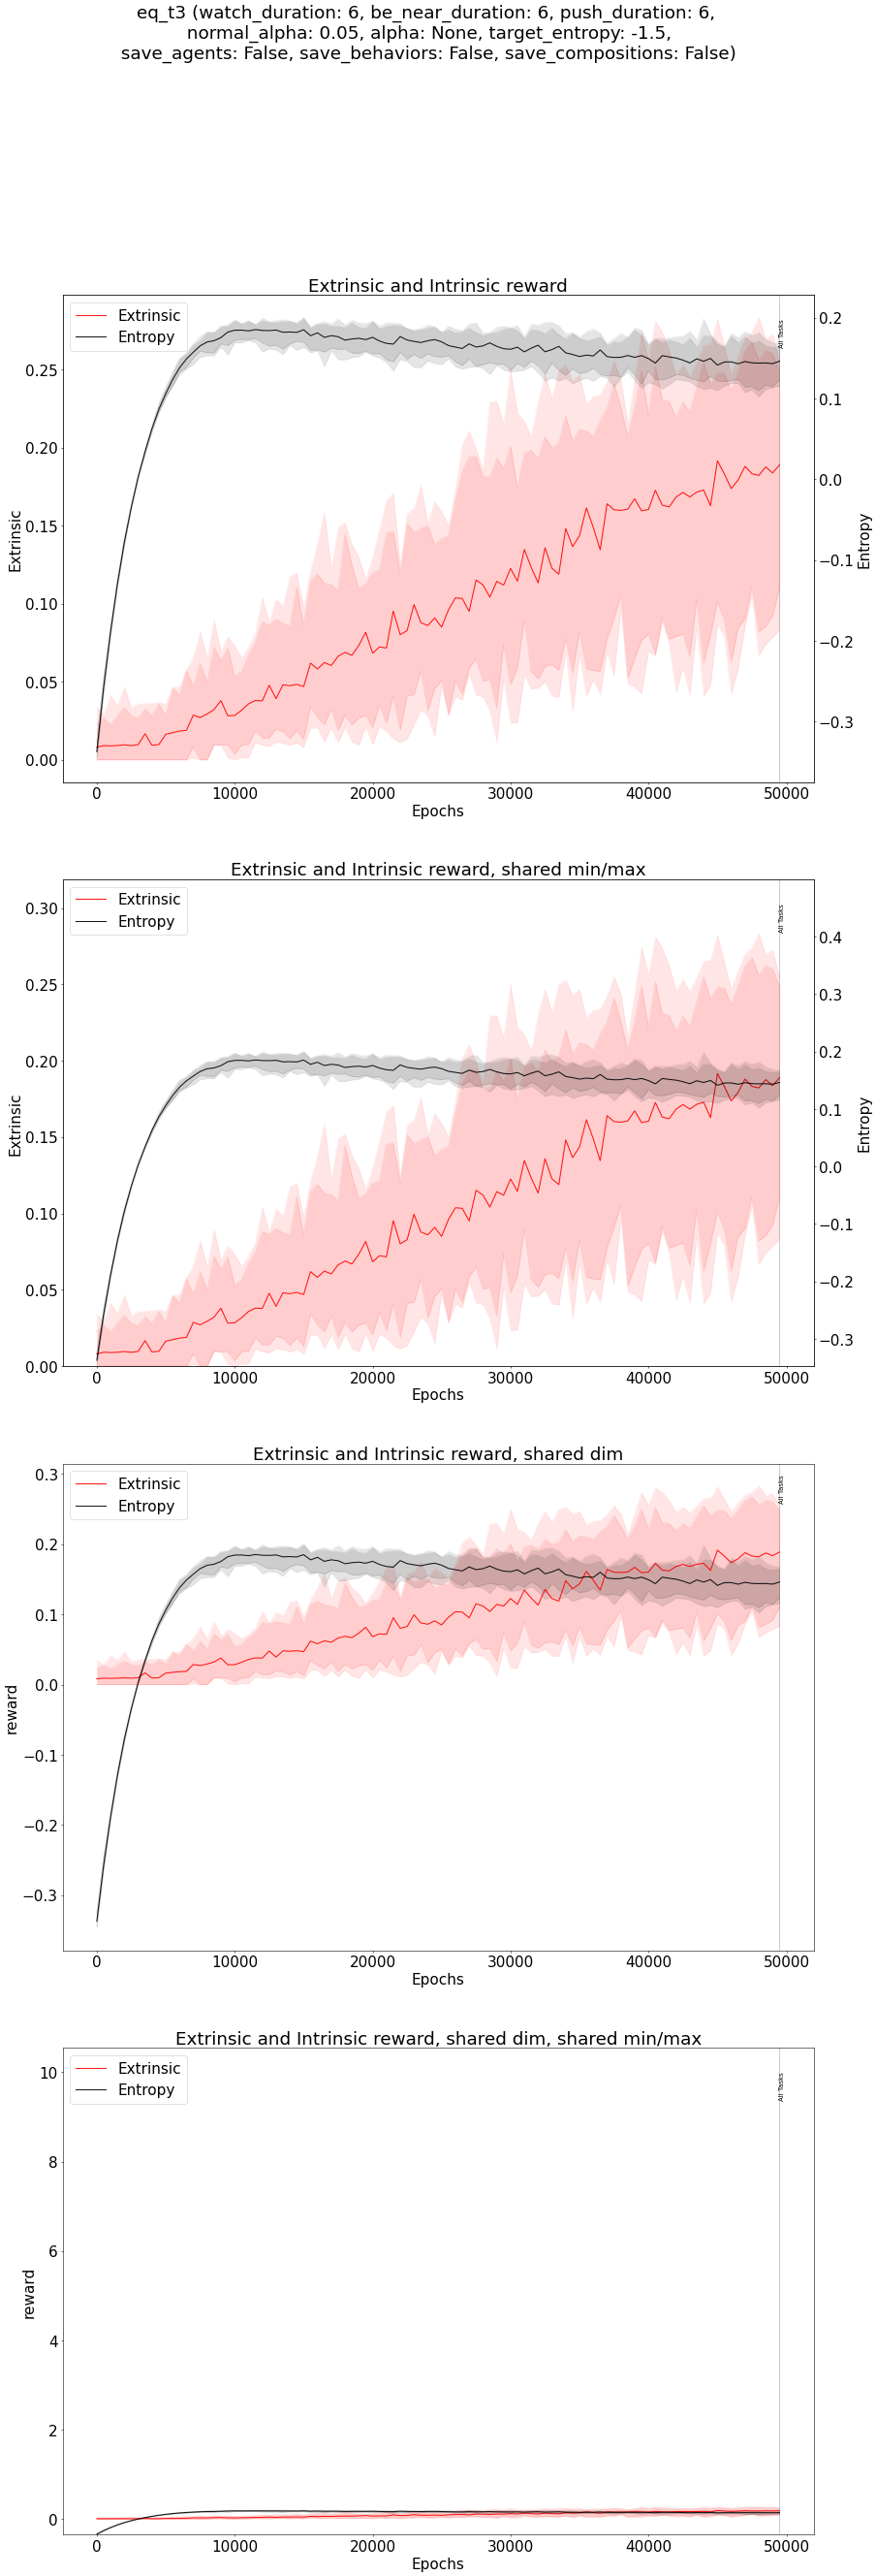 eq_t3 (watch_duration: 6, be_near_duration: 6, push_duration: 6,
normal_alpha: 0.05, alpha: None, target_entropy: -1.5,
save_agents: False, save_behaviors: False, save_compositions: False)
Extrinsic and Intrinsic reward
Extrinsic
Entropy
All Tasks
0.25
0.20
0.15
0.10
0.05
0.00
Extrinsic
0.2
0.1
0.0
−0.1
−0.2
−0.3
Entropy
0 10000 20000 30000 40000 50000
Epochs
Extrinsic and Intrinsic reward, shared min/max
Extrinsic
Entropy
All Tasks
0.30
0.25
0.20
0.15
0.10
0.05
0.00
Extrinsic
0.4
0.3
0.2
0.1
0.0
−0.1
−0.2
−0.3
Entropy
0 10000 20000 30000 40000 50000
Epochs
Extrinsic and Intrinsic reward, shared dim
Extrinsic
Entropy
All Tasks
0.3
0.2
0.1
0.0
−0.1
−0.2
−0.3
reward
0 10000 20000 30000 40000 50000
Epochs
Extrinsic and Intrinsic reward, shared dim, shared min/max
Extrinsic
Entropy
All Tasks
10
8
6
4
2
0
reward
0 10000 20000 30000 40000 50000
Epochs